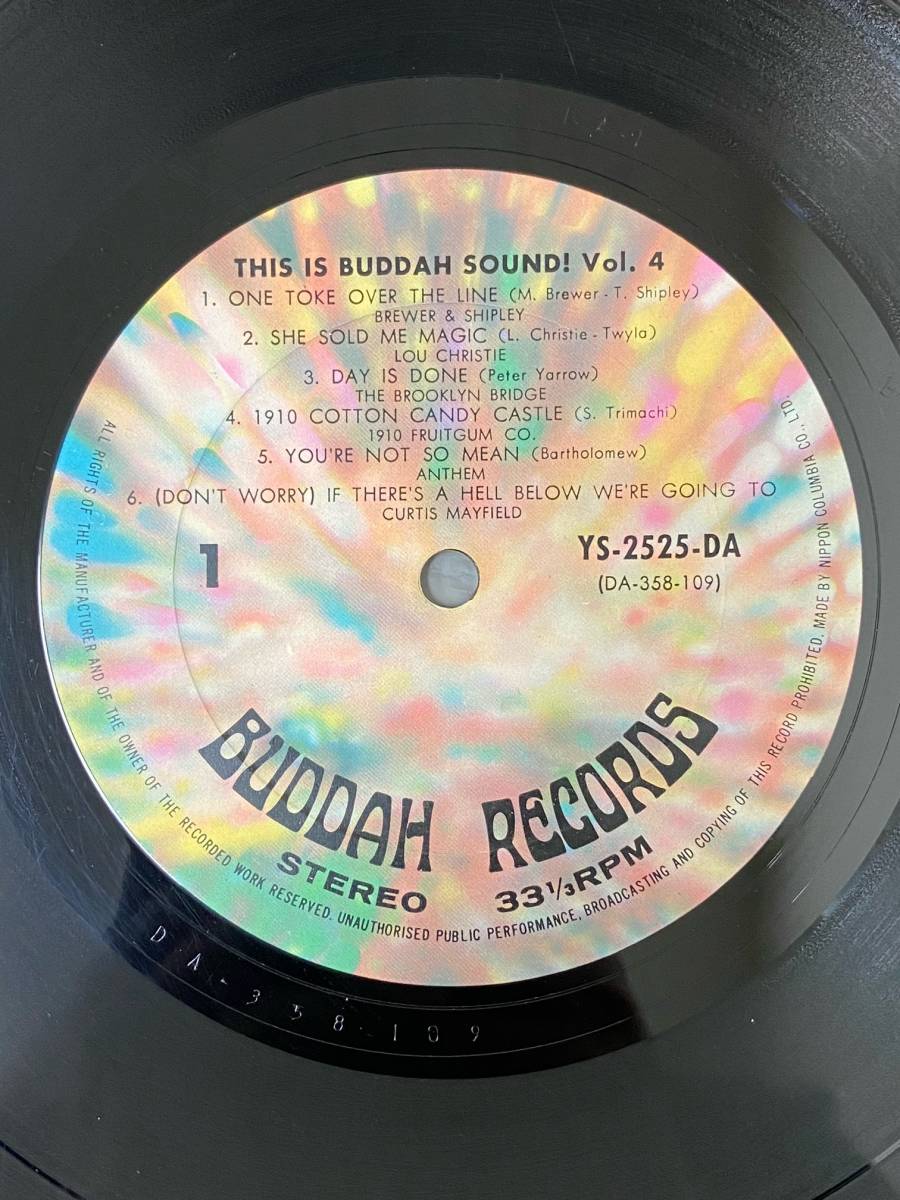 THIS IS BUDDAH SOUND! Vol. 4
1. ONE TOKE OVER THE LINE (M. Brewer - T. Shipley)
BREWER & SHIPLEY
2. SHE SOLD ME MAGIC (L. Christie - Twyla)
LOU CHRISTIE
3. DAY IS DONE (Peter Yarrow)
THE BROOKLYN BRIDGE
4. 1910 COTTON CANDY CASTLE (S. Trimachi)
1910 FRUITGUM CO.
5. YOU'RE NOT SO MEAN (Bartholomew)
ANTHEM
6. (DON'T WORRY) IF THERE'S A HELL BELOW WE'RE GOING TO
CURTIS MAYFIELD
1
YS-2525-DA
(DA-358-109)
BUDDAH RECORDS
STEREO
33 1/3 RPM
ALL RIGHTS OF THE MANUFACTURER AND OF THE OWNER OF THE RECORDED WORK RESERVED. UNAUTHORISED PUBLIC PERFORMANCE, BROADCASTING AND COPYING OF THIS RECORD PROHIBITED. MADE BY NIPPON COLUMBIA CO., LTD.
DA-358-109